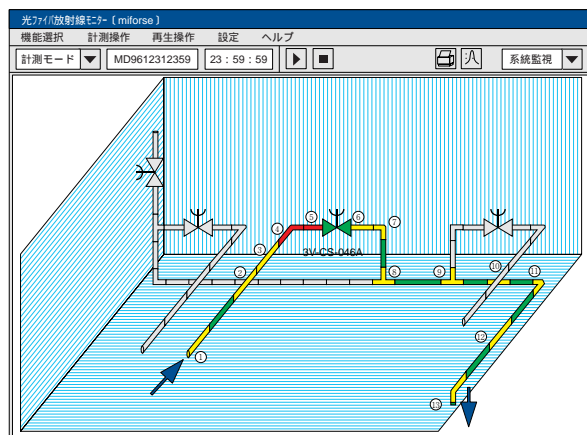 光ファイバ放射線モニター ( miforse )
機能選択 計測操作 再生操作 設定 ヘルプ
計測モード MD9612312359 23 : 59 : 59 系統監視
④ ⑤ ⑥ ⑦
③ 3V-CS-046A
② ⑧ ⑨ ⑩ ⑪
⑫
①
⑬